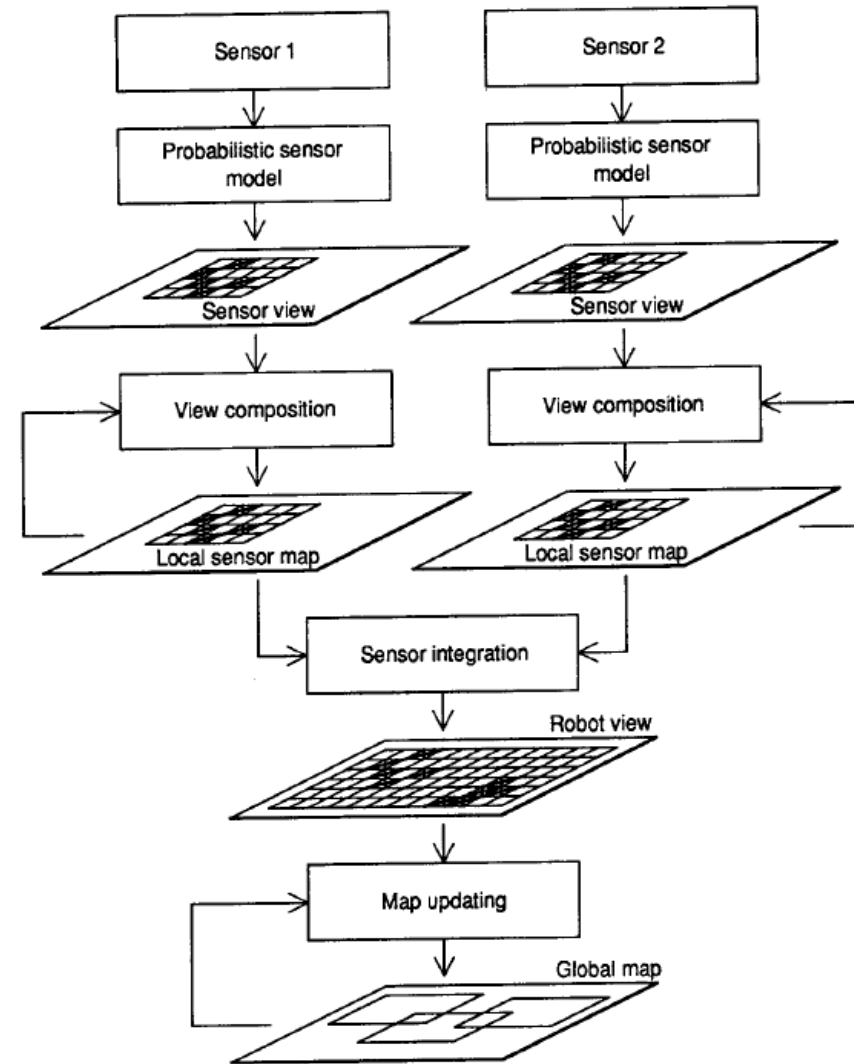 Sensor 1
Sensor 2
Probabilistic sensor
model
Probabilistic sensor
model
Sensor view
Sensor view
View composition
View composition
Local sensor map
Local sensor map
Sensor integration
Robot view
Map updating
Global map